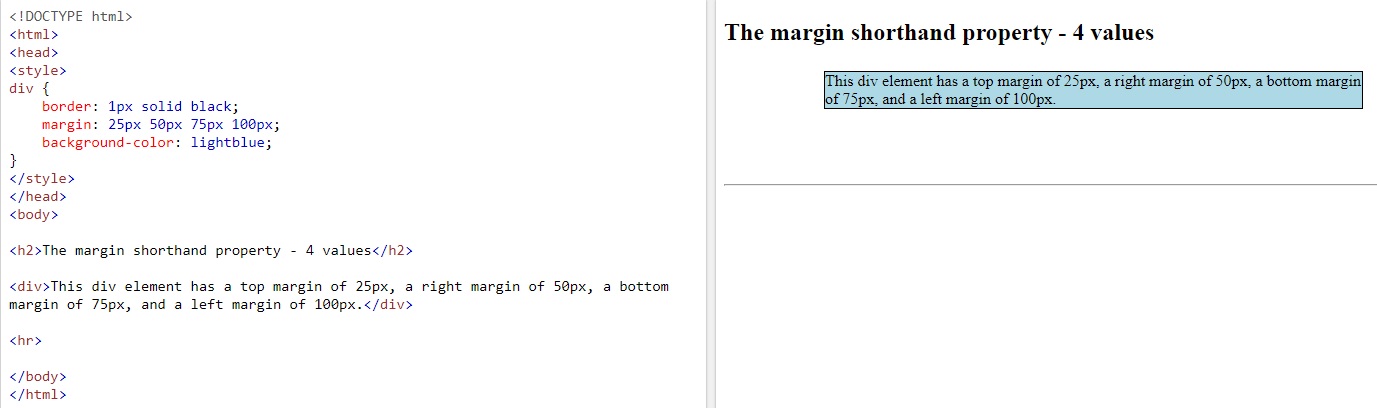 <!DOCTYPE html>
<html>
<head>
<style>
div {
    border: 1px solid black;
    margin: 25px 50px 75px 100px;
    background-color: lightblue;
}
</style>
</head>
<body>

<h2>The margin shorthand property - 4 values</h2>

<div>This div element has a top margin of 25px, a right margin of 50px, a bottom
margin of 75px, and a left margin of 100px.</div>

<hr>

</body>
</html>
The margin shorthand property - 4 values
This div element has a top margin of 25px, a right margin of 50px, a bottom margin
of 75px, and a left margin of 100px.